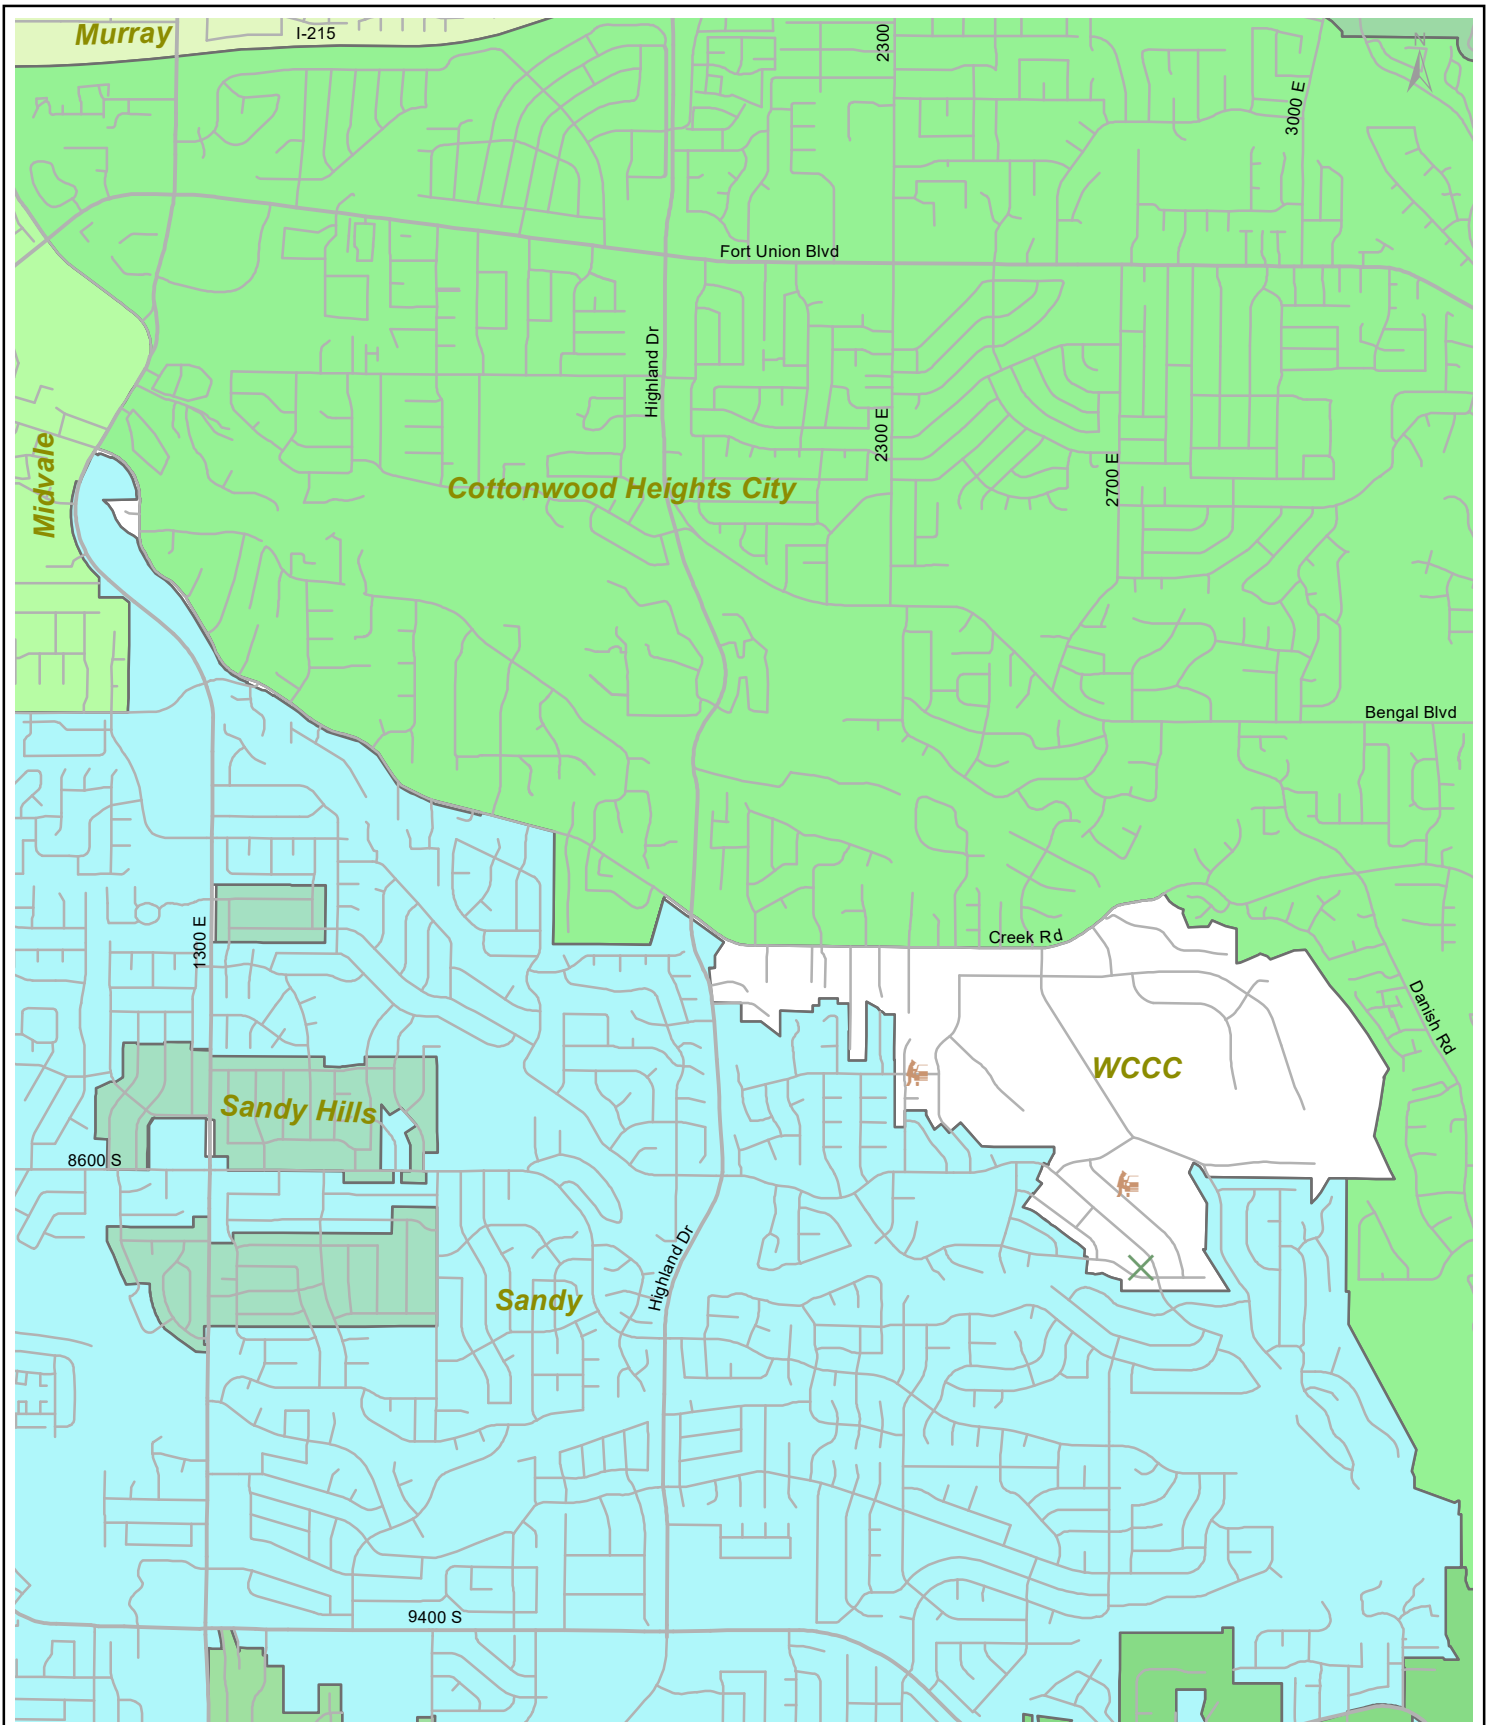 Murray
I-215
2300
N
3000 E
Fort Union Blvd
Highland Dr
2300 E
Midvale
2700 E
Cottonwood Heights City
Bengal Blvd
1300 E
Creek Rd
Danish Rd
WCCC
Sandy Hills
8600 S
Highland Dr
Sandy
9400 S